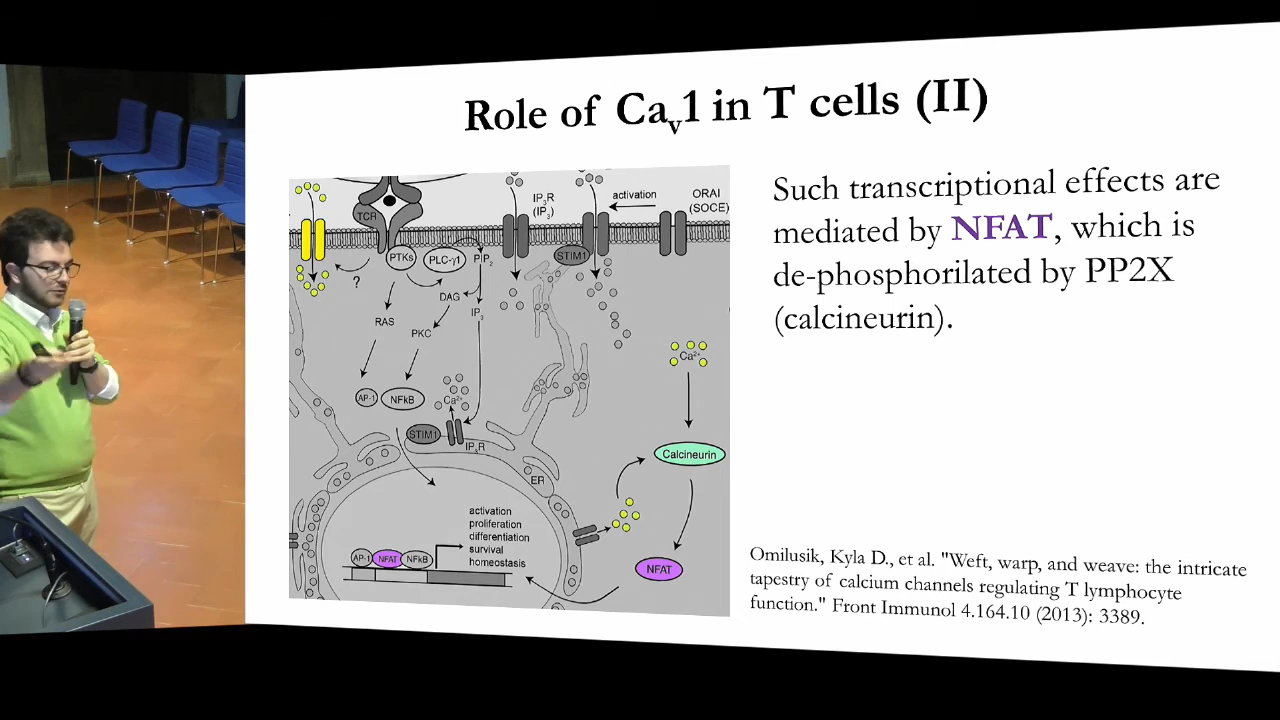 Role of Cav1 in T cells (II)
Such transcriptional effects are
mediated by NFAT, which is
de-phosphorilated by PP2X
(calcineurin).
TCR
IP3R
(IP3)
activation
ORAI
(SOCE)
PTKs
PLC-γ1
PIP2
STIM1
?
DAG
IP3
RAS
PKC
Ca²⁺
AP-1
NFkB
Ca²⁺
STIM1
IP3R
Calcineurin
ER
activation
proliferation
differentiation
survival
homeostasis
AP-1
NFAT
NFkB
NFAT
Omilusik, Kyla D., et al. "Weft, warp, and weave: the intricate
tapestry of calcium channels regulating T lymphocyte
function." Front Immunol 4.164.10 (2013): 3389.